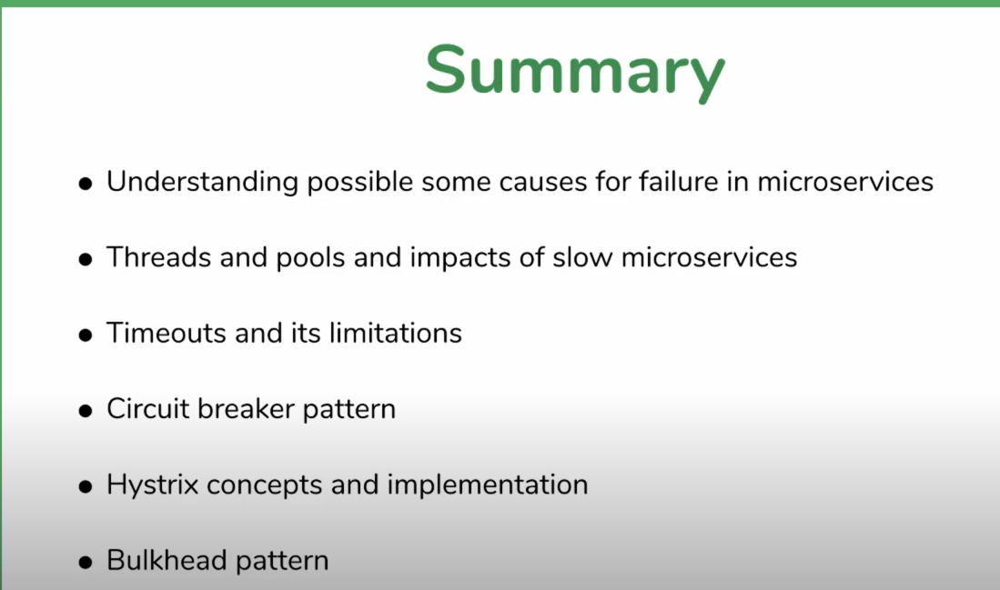 Summary
● Understanding possible some causes for failure in microservices
● Threads and pools and impacts of slow microservices
● Timeouts and its limitations
● Circuit breaker pattern
● Hystrix concepts and implementation
● Bulkhead pattern